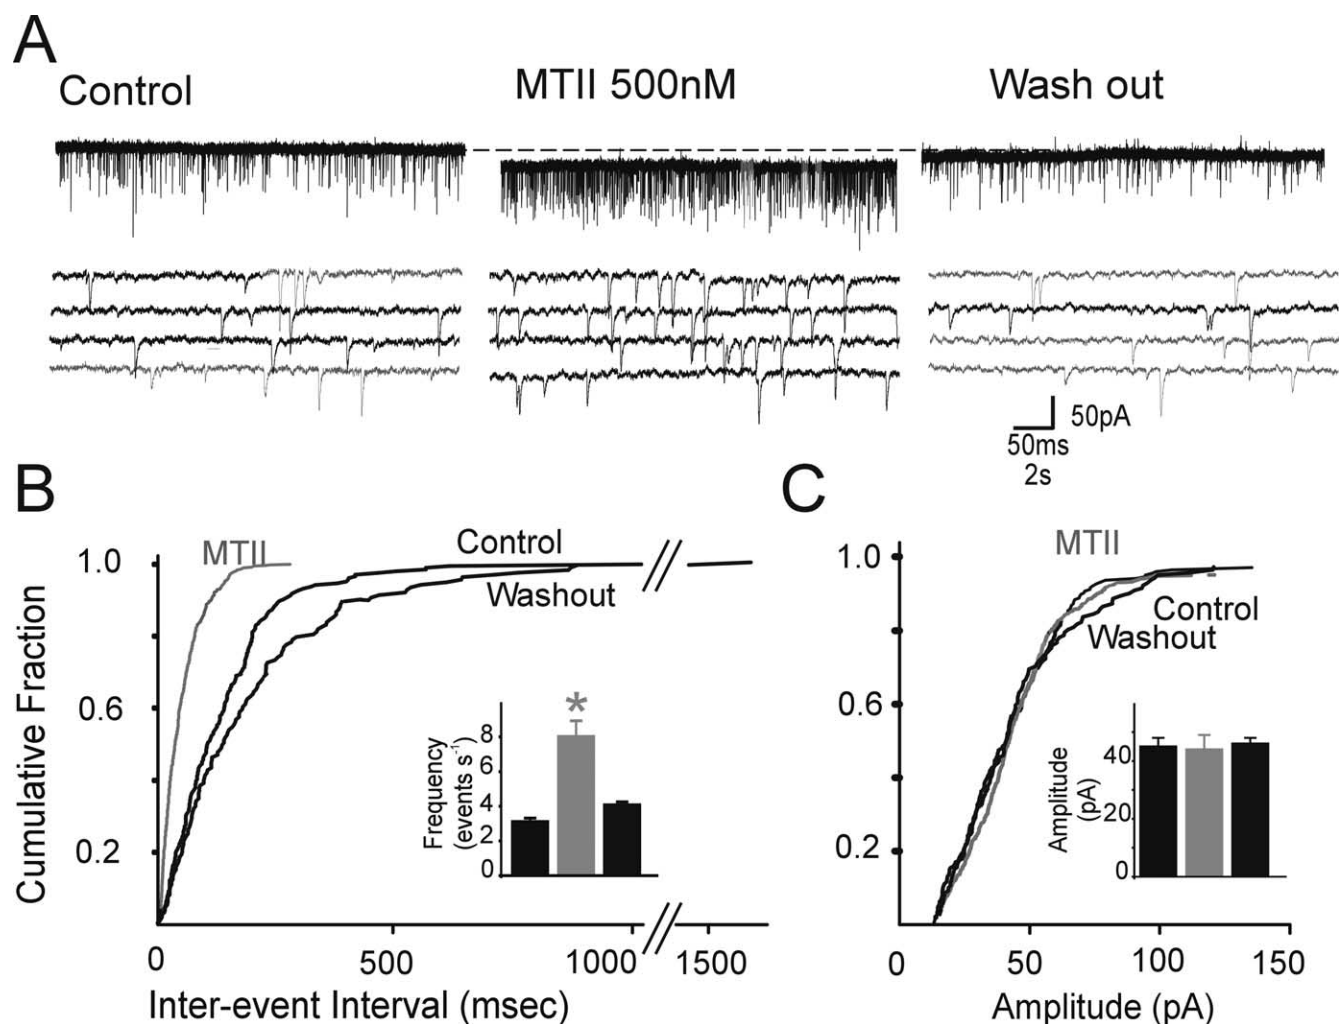 A
Control
MTII 500nM
Wash out
50pA
50ms
2s
B
C
Cumulative Fraction
1.0
0.6
0.2
MTII
Control
Washout
Frequency
(events s⁻¹)
8
6
4
2
0
*
0
500
1000
1500
Inter-event Interval (msec)
1.0
0.6
0.2
MTII
Control
Washout
Amplitude
(pA)
40
20
0
0
50
100
150
Amplitude (pA)